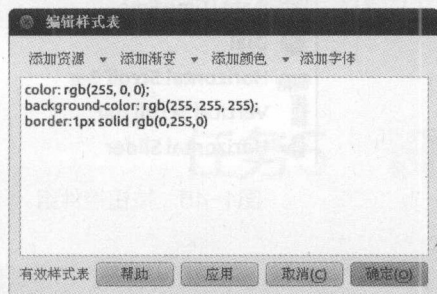 编辑样式表
添加资源 添加渐变 添加颜色 添加字体
color: rgb(255, 0, 0);
background-color: rgb(255, 255, 255);
border:1px solid rgb(0,255,0)
有效样式表 帮助 应用 取消(C) 确定(O)